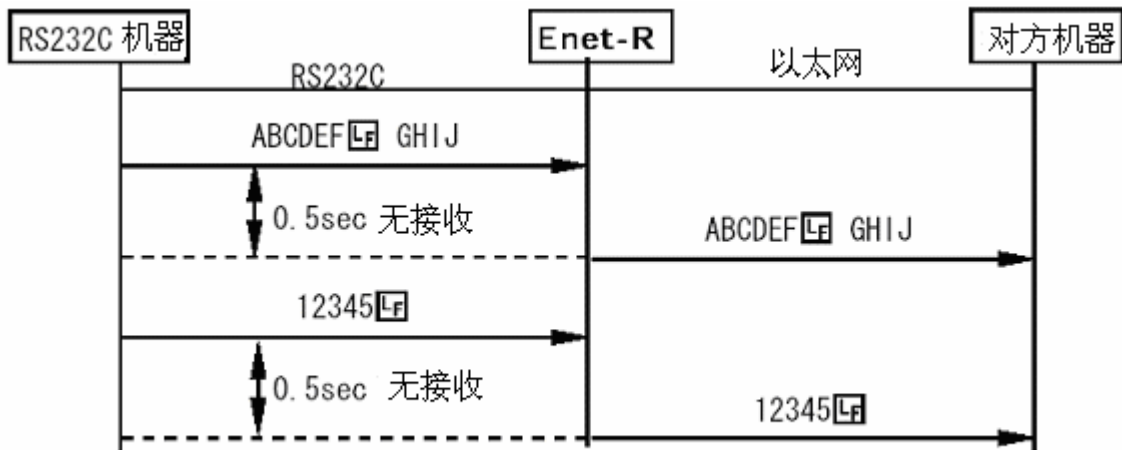 RS232C 机器
Enet-R
对方机器
RS232C
以太网
ABCDEF LF GHIJ
0.5sec 无接收
ABCDEF LF GHIJ
12345 LF
0.5sec 无接收
12345 LF